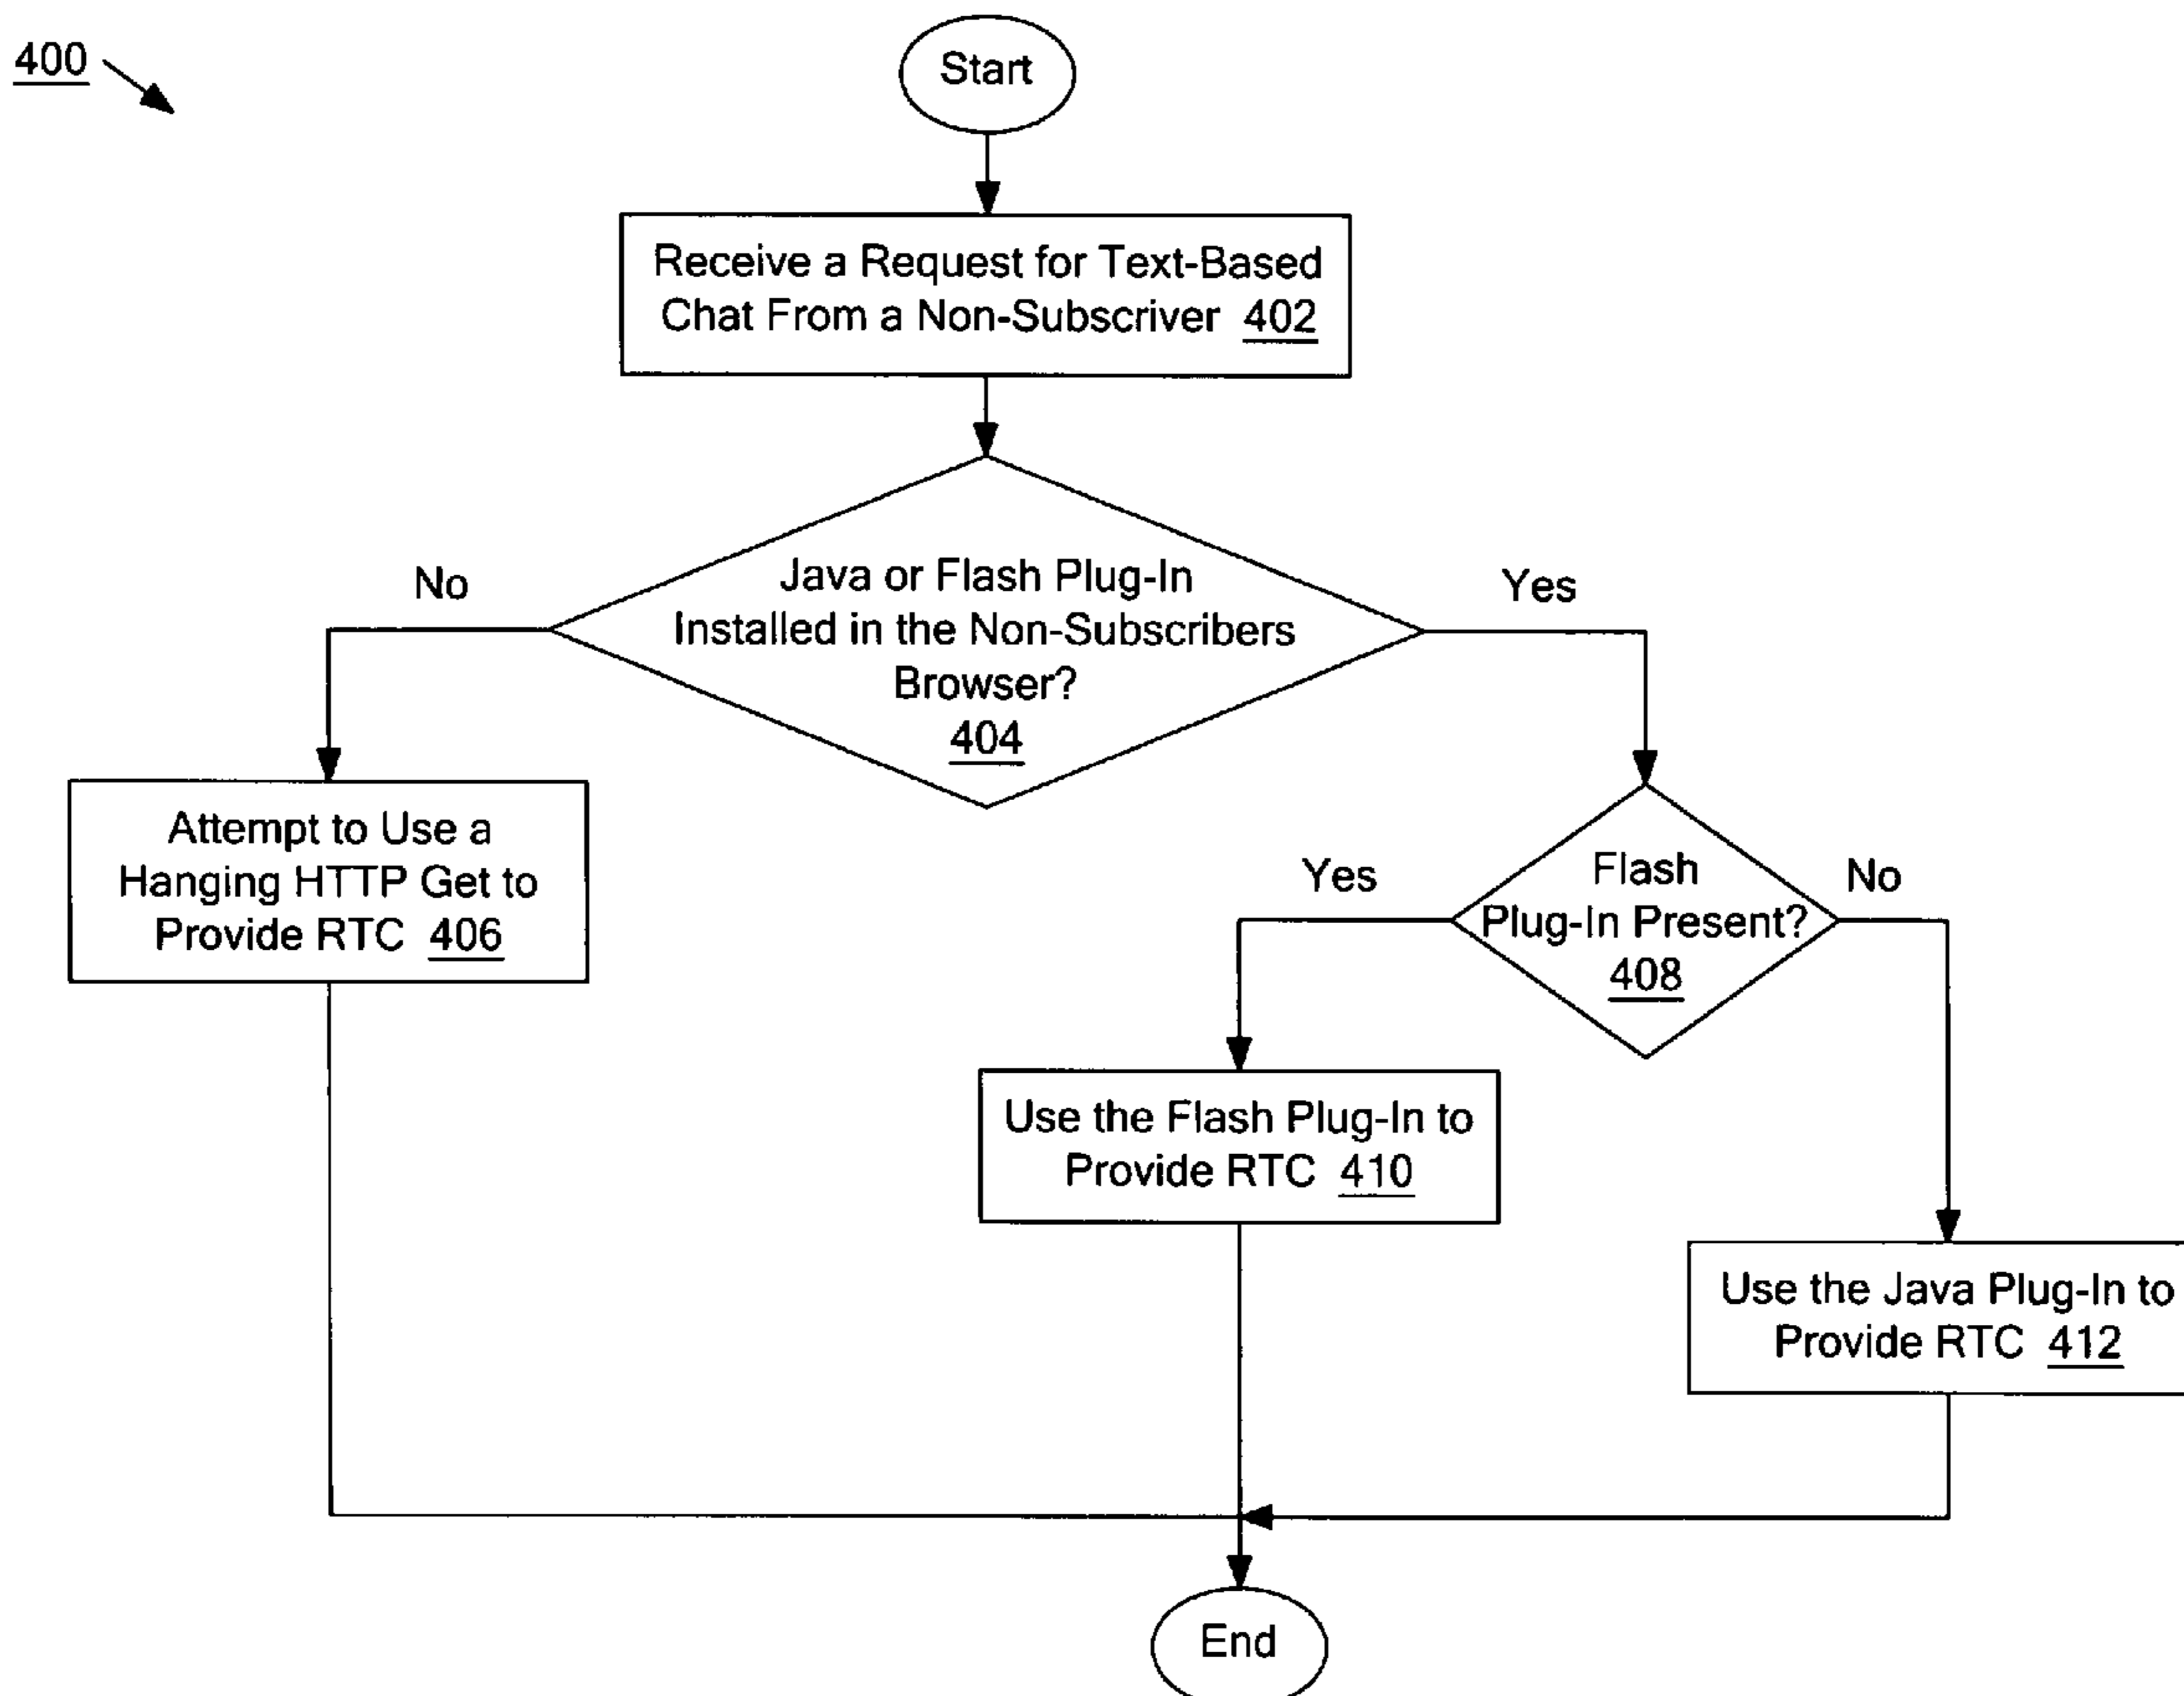 400
Start
Receive a Request for Text-Based
Chat From a Non-Subscriver 402
No
Java or Flash Plug-In
Installed in the Non-Subscribers
Browser?
404
Yes
Attempt to Use a
Hanging HTTP Get to
Provide RTC 406
Yes
Flash
Plug-In Present?
408
No
Use the Flash Plug-In to
Provide RTC 410
Use the Java Plug-In to
Provide RTC 412
End